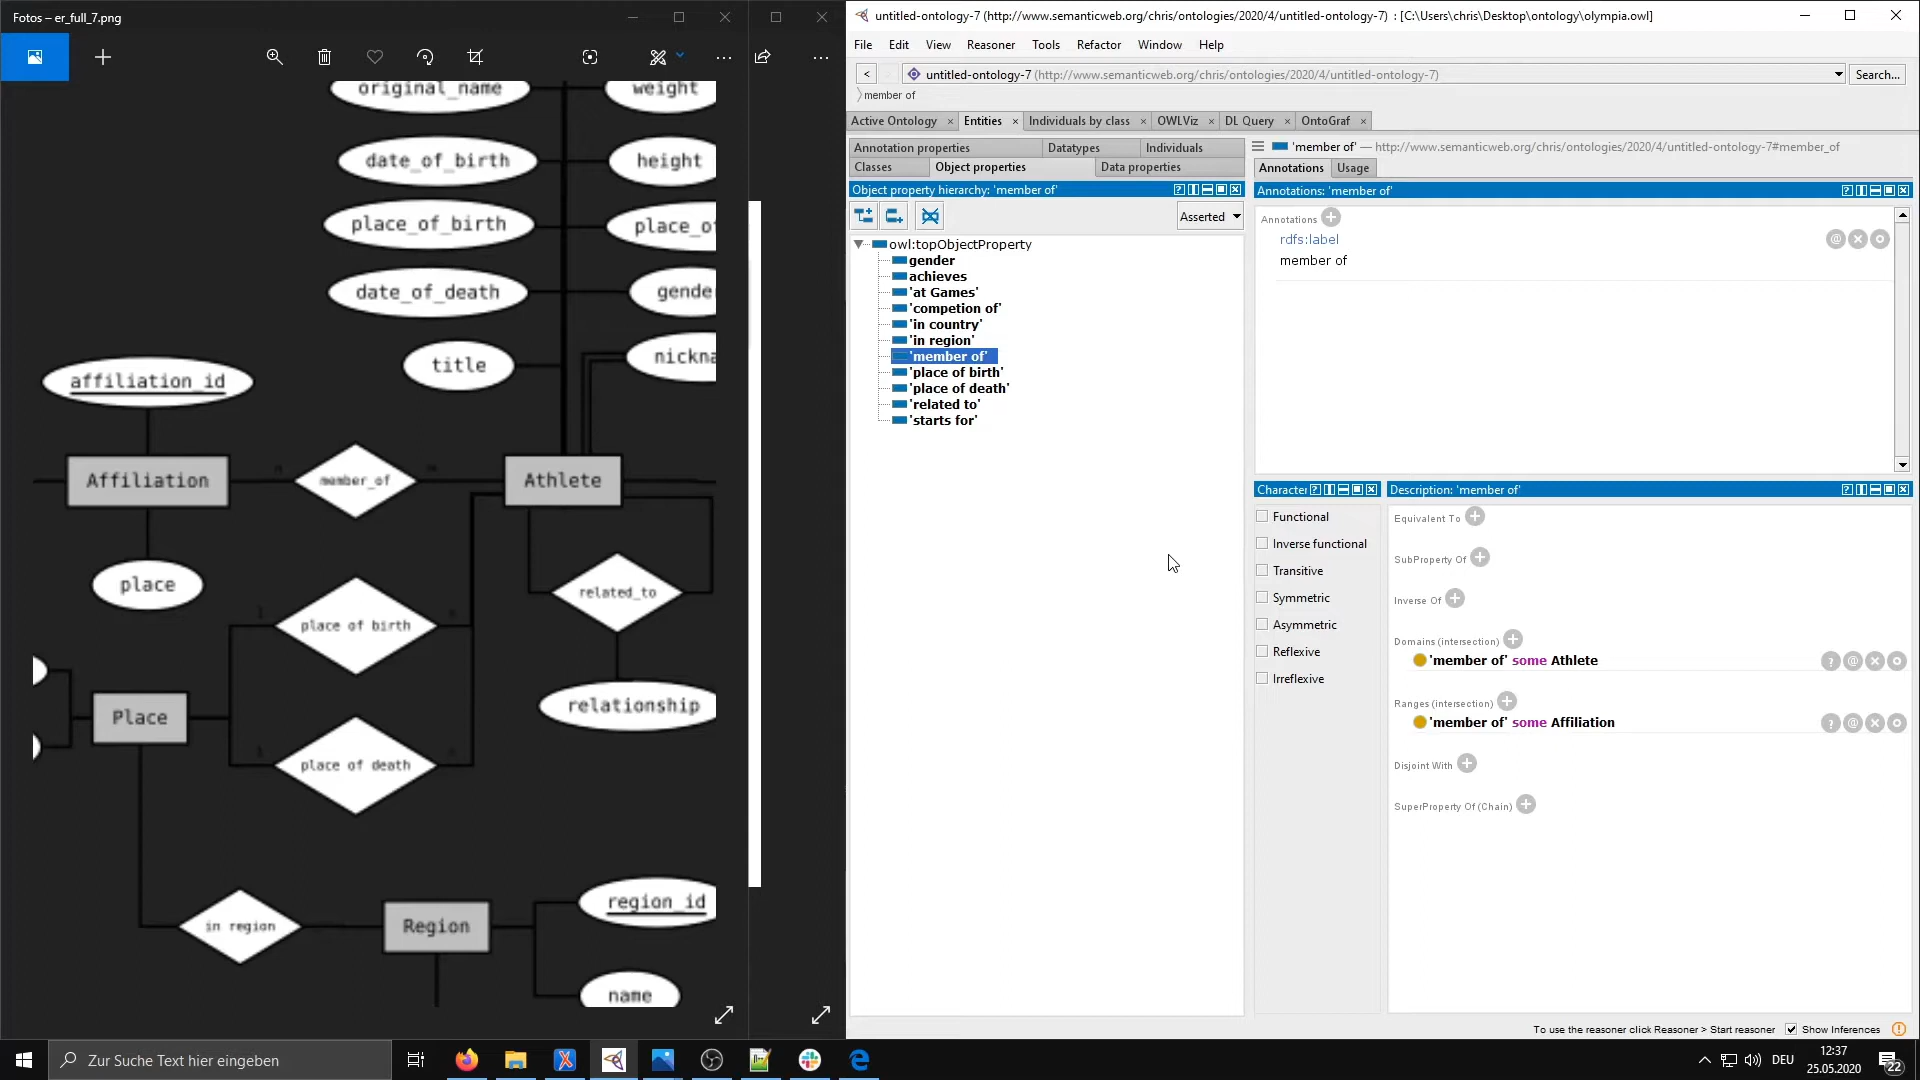 Fotos – er_full_7.png
original_name
weight
date_of_birth
height
place_of_birth
place_of
date_of_death
gende
title
nickna
affiliation_id
Affiliation
member_of
Athlete
place
place of birth
related_to
relationship
Place
place of death
in region
Region
region_id
name
untitled-ontology-7 (http://www.semanticweb.org/chris/ontologies/2020/4/untitled-ontology-7) : [C:\Users\chris\Desktop\ontology\olympia.owl]
File Edit View Reasoner Tools Refactor Window Help
< untitled-ontology-7 (http://www.semanticweb.org/chris/ontologies/2020/4/untitled-ontology-7) Search...
member of
Active Ontology × Entities × Individuals by class × OWLViz × DL Query × OntoGraf ×
Annotation properties Datatypes Individuals
Classes Object properties Data properties
Object property hierarchy: 'member of'
Asserted
owl:topObjectProperty
gender
achieves
'at Games'
'competion of'
'in country'
'in region'
'member of'
'place of birth'
'place of death'
'related to'
'starts for'
'member of' — http://www.semanticweb.org/chris/ontologies/2020/4/untitled-ontology-7#member_of
Annotations Usage
Annotations: 'member of'
Annotations
rdfs:label
member of
Character
Functional
Inverse functional
Transitive
Symmetric
Asymmetric
Reflexive
Irreflexive
Description: 'member of'
Equivalent To
SubProperty Of
Inverse Of
Domains (intersection)
'member of' some Athlete
Ranges (intersection)
'member of' some Affiliation
Disjoint With
SuperProperty Of (Chain)
To use the reasoner click Reasoner > Start reasoner Show Inferences
Zur Suche Text hier eingeben
DEU
12:37
25.05.2020
22